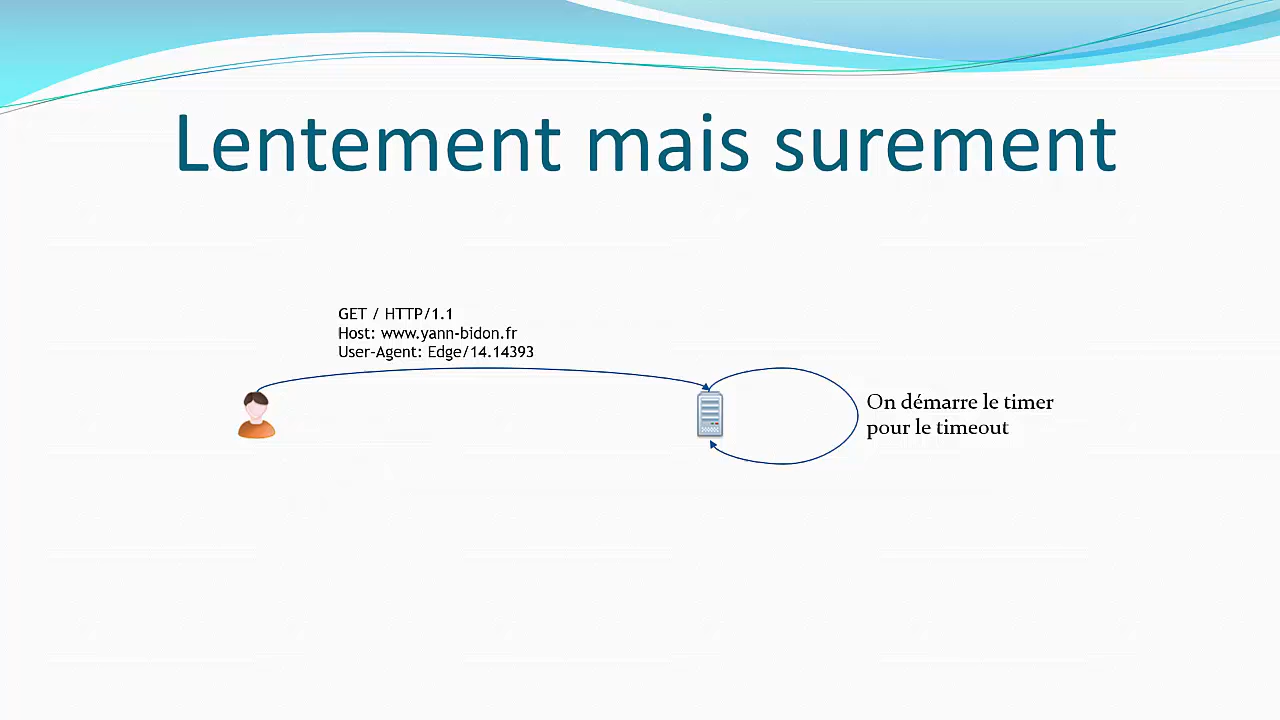 Lentement mais surement
GET / HTTP/1.1
Host: www.yann-bidon.fr
User-Agent: Edge/14.14393
On démarre le timer
pour le timeout